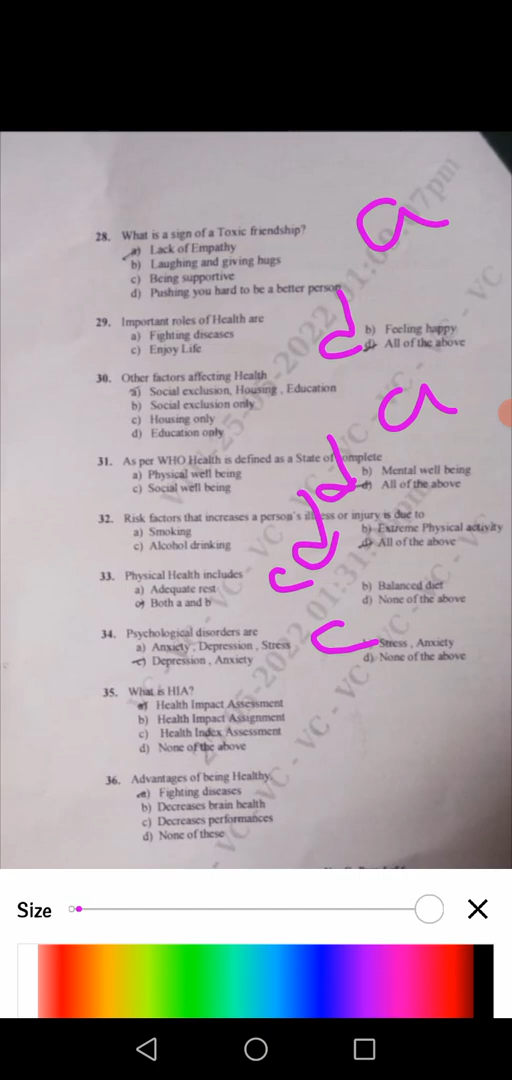 28. What is a sign of a Toxic friendship?
a) Lack of Empathy
b) Laughing and giving hugs
c) Being supportive
d) Pushing you hard to be a better person
a
29. Important roles of Health are
a) Fighting diseases b) Feeling happy
c) Enjoy Life d) All of the above
d
30. Other factors affecting Health
a) Social exclusion, Housing , Education
b) Social exclusion only
c) Housing only
d) Education only
a
31. As per WHO Health is defined as a State of complete
a) Physical well being b) Mental well being
c) Social well being d) All of the above
d
32. Risk factors that increases a person's illness or injury is due to
a) Smoking b) Extreme Physical activity
c) Alcohol drinking d) All of the above
d
33. Physical Health includes
a) Adequate rest b) Balanced diet
c) Both a and b d) None of the above
c
34. Psychological disorders are
a) Anxiety , Depression , Stress b) Stress , Anxiety
c) Depression , Anxiety d) None of the above
c
35. What is HIA?
a) Health Impact Assessment
b) Health Impact Assignment
c) Health Index Assessment
d) None of the above
36. Advantages of being Healthy
a) Fighting diseases
b) Decreases brain health
c) Decreases performances
d) None of these
Size